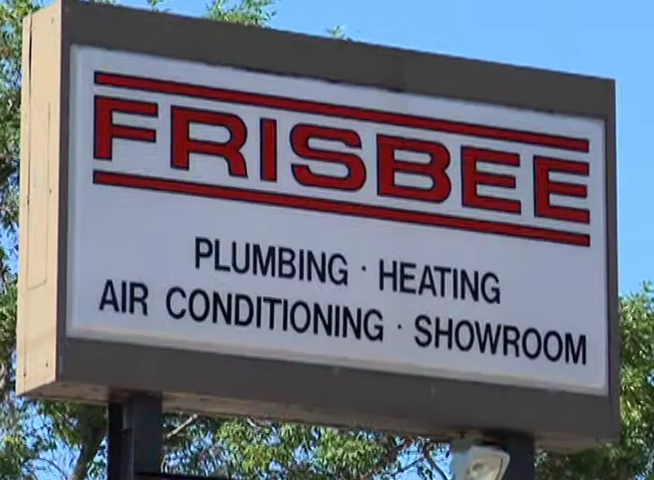 FRISBEE
PLUMBING · HEATING
AIR CONDITIONING · SHOWROOM